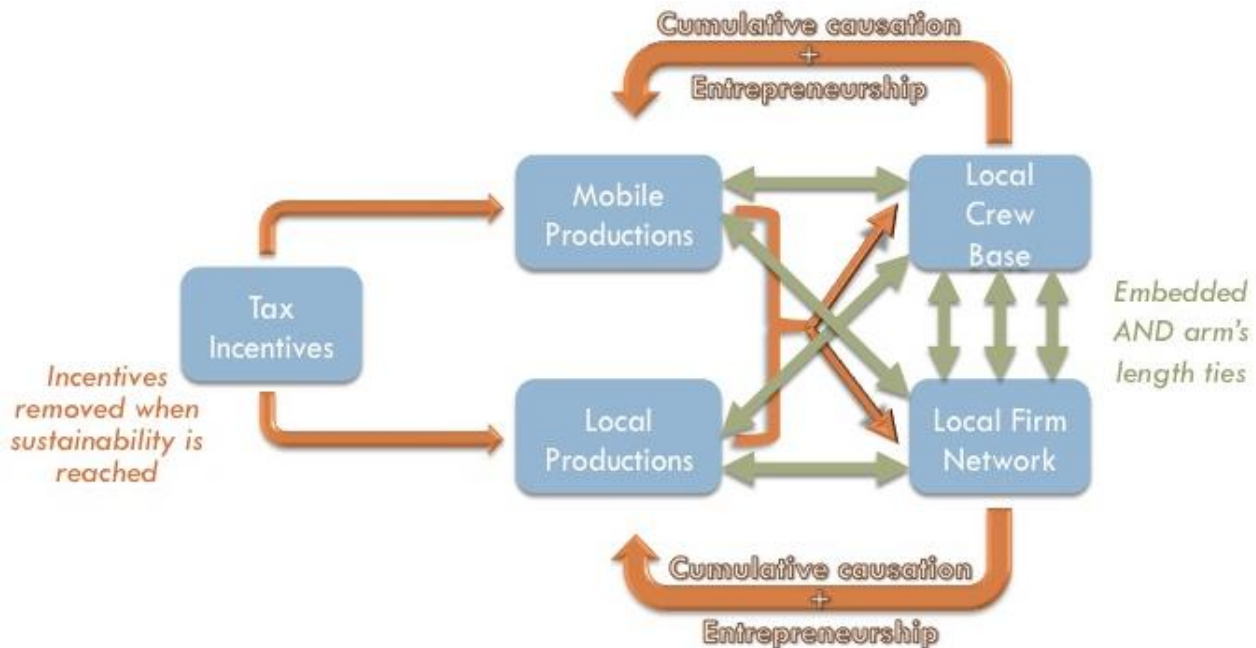 Cumulative causation
+
Entrepreneurship
Mobile
Productions
Local
Crew
Base
Tax
Incentives
Incentives
removed when
sustainability is
reached
Embedded
AND arm's
length ties
Local
Productions
Local Firm
Network
Cumulative causation
+
Entrepreneurship